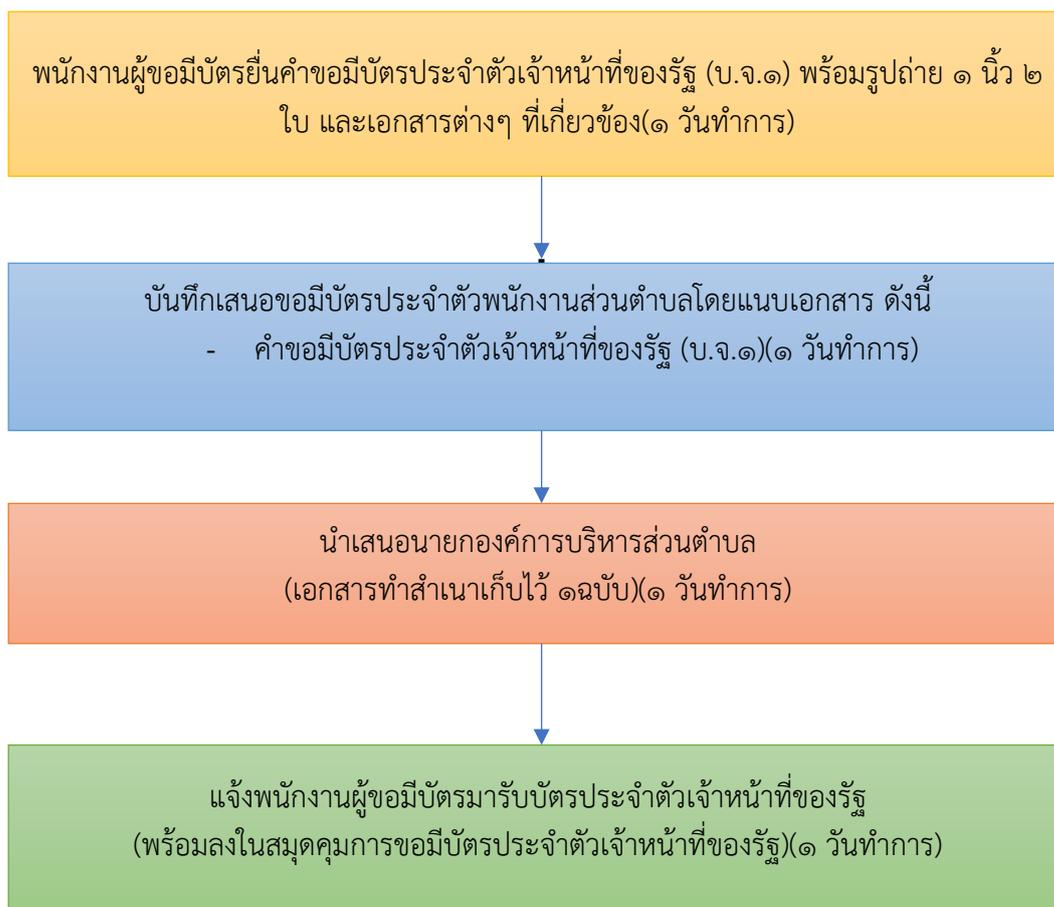 พนักงานผู้ขอมีบัตรยื่นคำขอมีบัตรประจำตัวเจ้าหน้าที่ของรัฐ (บ.จ.๑) พร้อมรูปถ่าย ๑ นิ้ว ๒
ใบ และเอกสารต่างๆ ที่เกี่ยวข้อง(๑ วันทำการ)
บันทึกเสนอขอมีบัตรประจำตัวพนักงานส่วนตำบลโดยแนบเอกสาร ดังนี้
- คำขอมีบัตรประจำตัวเจ้าหน้าที่ของรัฐ (บ.จ.๑)(๑ วันทำการ)
นำเสนอนายกองค์การบริหารส่วนตำบล
(เอกสารทำสำเนาเก็บไว้ ๑ฉบับ)(๑ วันทำการ)
แจ้งพนักงานผู้ขอมีบัตรมารับบัตรประจำตัวเจ้าหน้าที่ของรัฐ
(พร้อมลงในสมุดคุมการขอมีบัตรประจำตัวเจ้าหน้าที่ของรัฐ)(๑ วันทำการ)